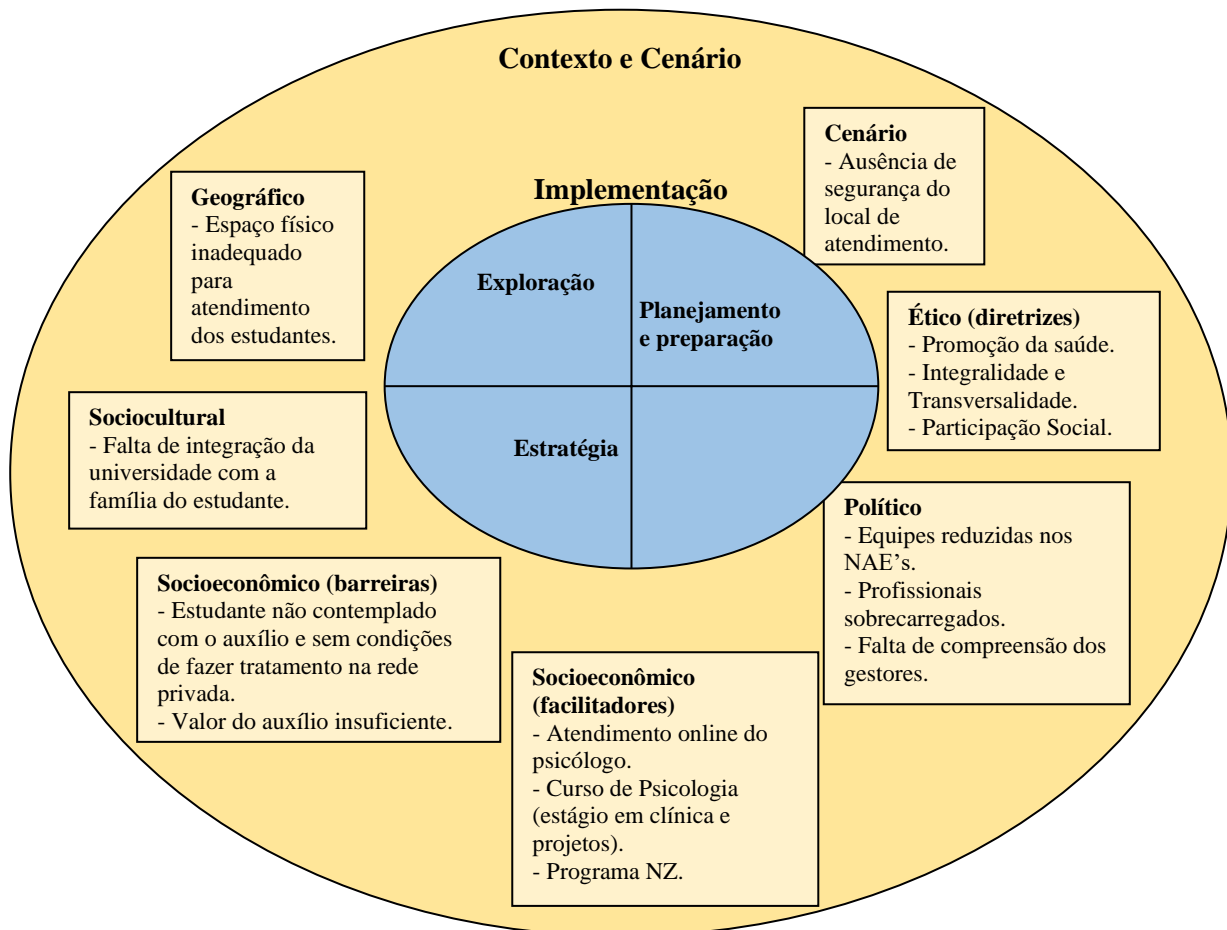 Contexto e Cenário
Cenário
- Ausência de
segurança do
local de
atendimento.
Geográfico
- Espaço físico
inadequado
para
atendimento
dos estudantes.
Implementação
Exploração
Planejamento
e preparação
Estratégia
Ético (diretrizes)
- Promoção da saúde.
- Integralidade e
Transversalidade.
- Participação Social.
Sociocultural
- Falta de integração da
universidade com a
família do estudante.
Político
- Equipes reduzidas nos
NAE’s.
- Profissionais
sobrecarregados.
- Falta de compreensão dos
gestores.
Socioeconômico (barreiras)
- Estudante não contemplado
com o auxílio e sem condições
de fazer tratamento na rede
privada.
- Valor do auxílio insuficiente.
Socioeconômico
(facilitadores)
- Atendimento online do
psicólogo.
- Curso de Psicologia
(estágio em clínica e
projetos).
- Programa NZ.